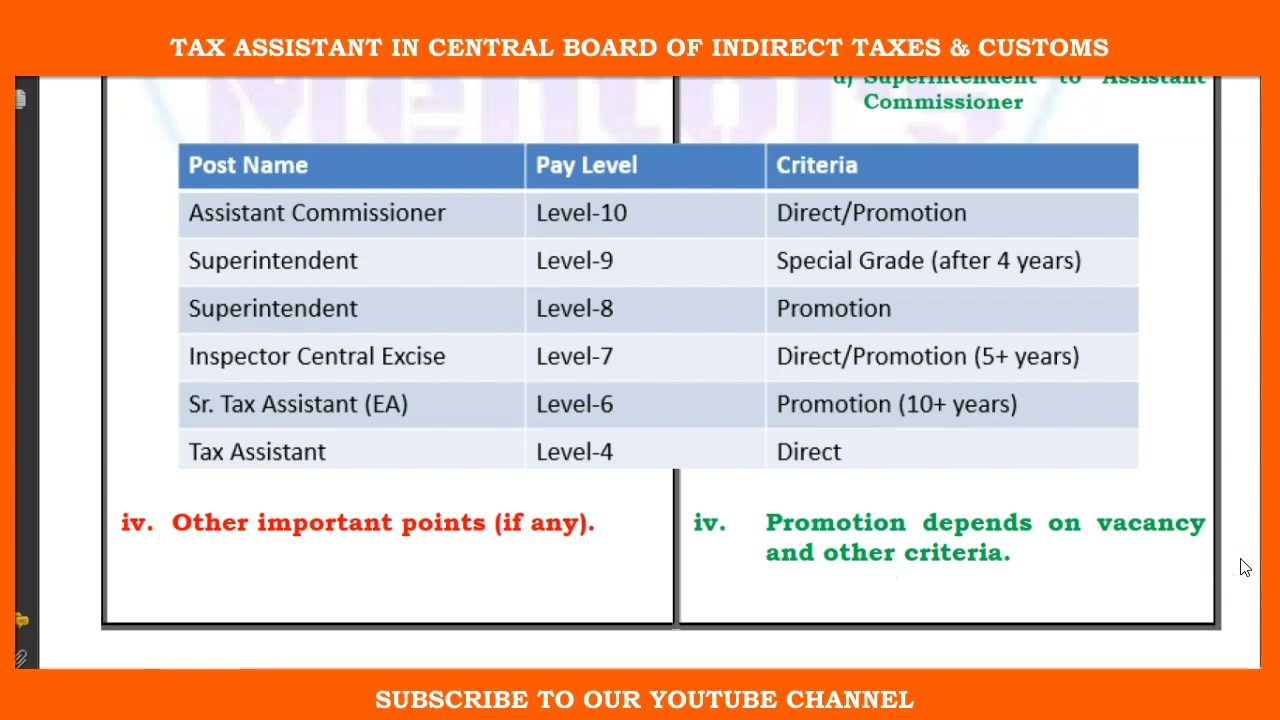 TAX ASSISTANT IN CENTRAL BOARD OF INDIRECT TAXES & CUSTOMS
Mentor's
d) Superintendent to Assistant
Commissioner
Post Name Pay Level Criteria
Assistant Commissioner Level-10 Direct/Promotion
Superintendent Level-9 Special Grade (after 4 years)
Superintendent Level-8 Promotion
Inspector Central Excise Level-7 Direct/Promotion (5+ years)
Sr. Tax Assistant (EA) Level-6 Promotion (10+ years)
Tax Assistant Level-4 Direct
iv. Other important points (if any).
iv. Promotion depends on vacancy
and other criteria.
SUBSCRIBE TO OUR YOUTUBE CHANNEL